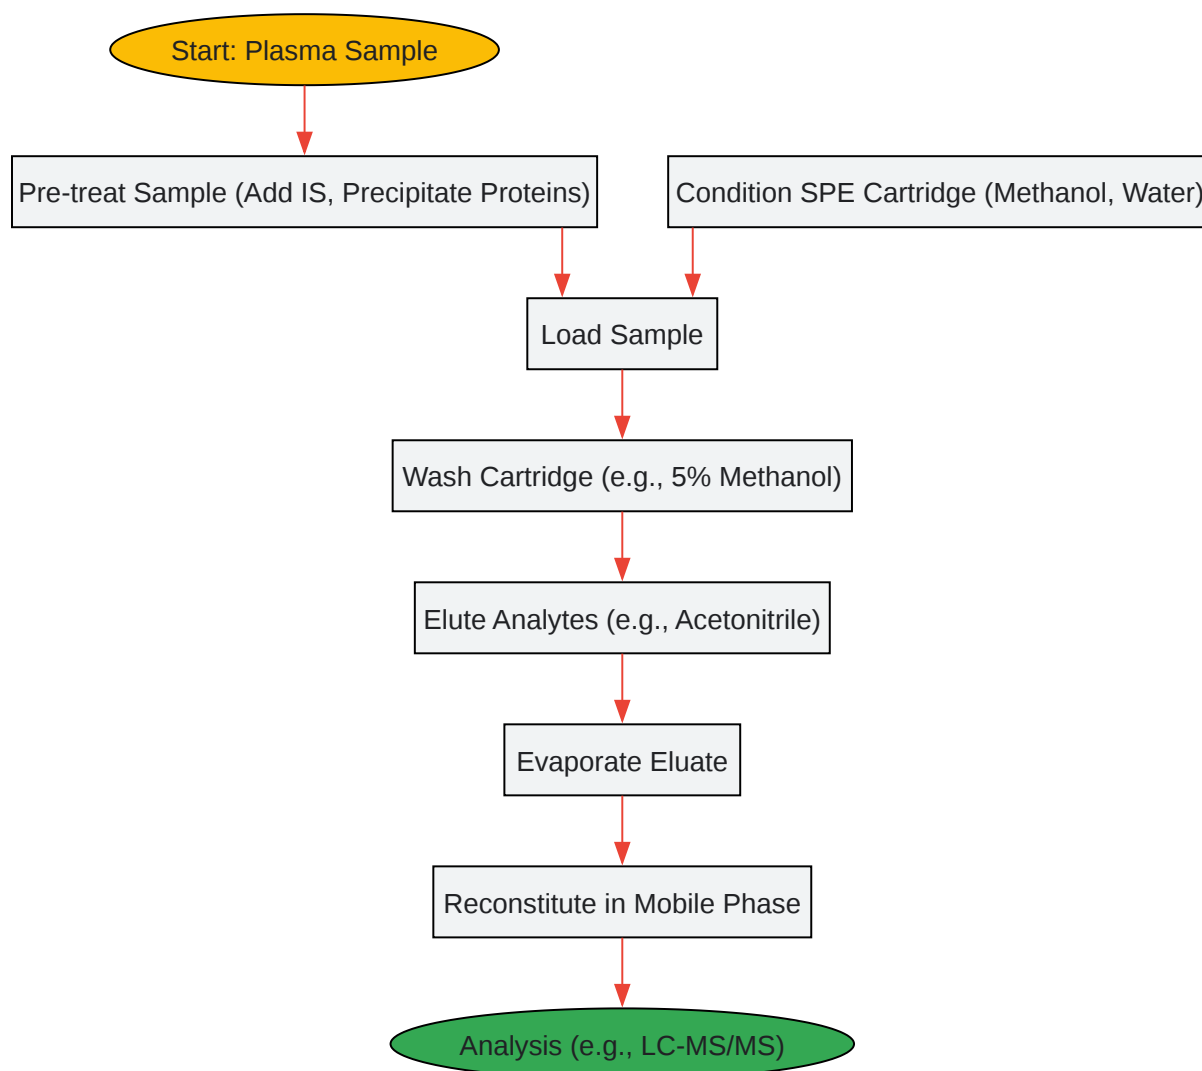 Start: Plasma Sample
Pre-treat Sample (Add IS, Precipitate Proteins)
Condition SPE Cartridge (Methanol, Water)
Load Sample
Wash Cartridge (e.g., 5% Methanol)
Elute Analytes (e.g., Acetonitrile)
Evaporate Eluate
Reconstitute in Mobile Phase
Analysis (e.g., LC-MS/MS)